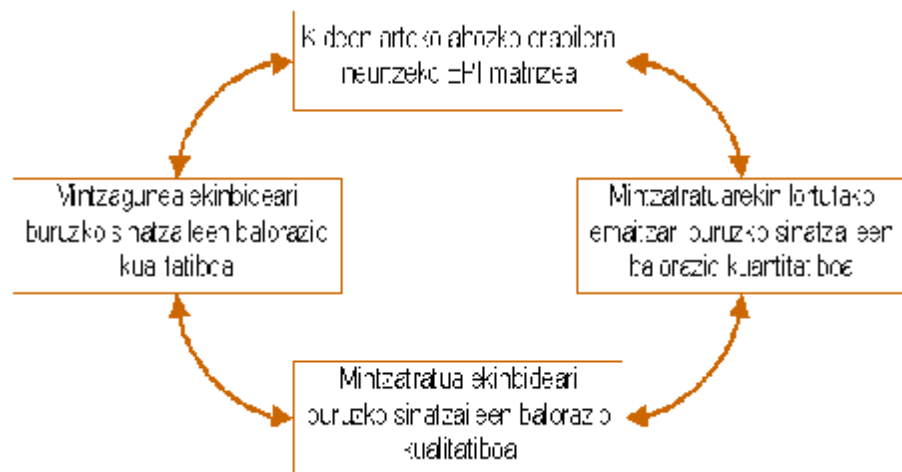 Kideen arteko ahozko erabilera
neurtzeko EPI matrizea
Mintzagunea ekinbideari
buruzko sinatzaileen balorazio
kualitatiboa
Mintzatratuarekin lortutako
emaitzari buruzko sinatzaileen
balorazio kuantitatiboa
Mintzatratua ekinbideari
buruzko sinatzaileen balorazio
kualitatiboa